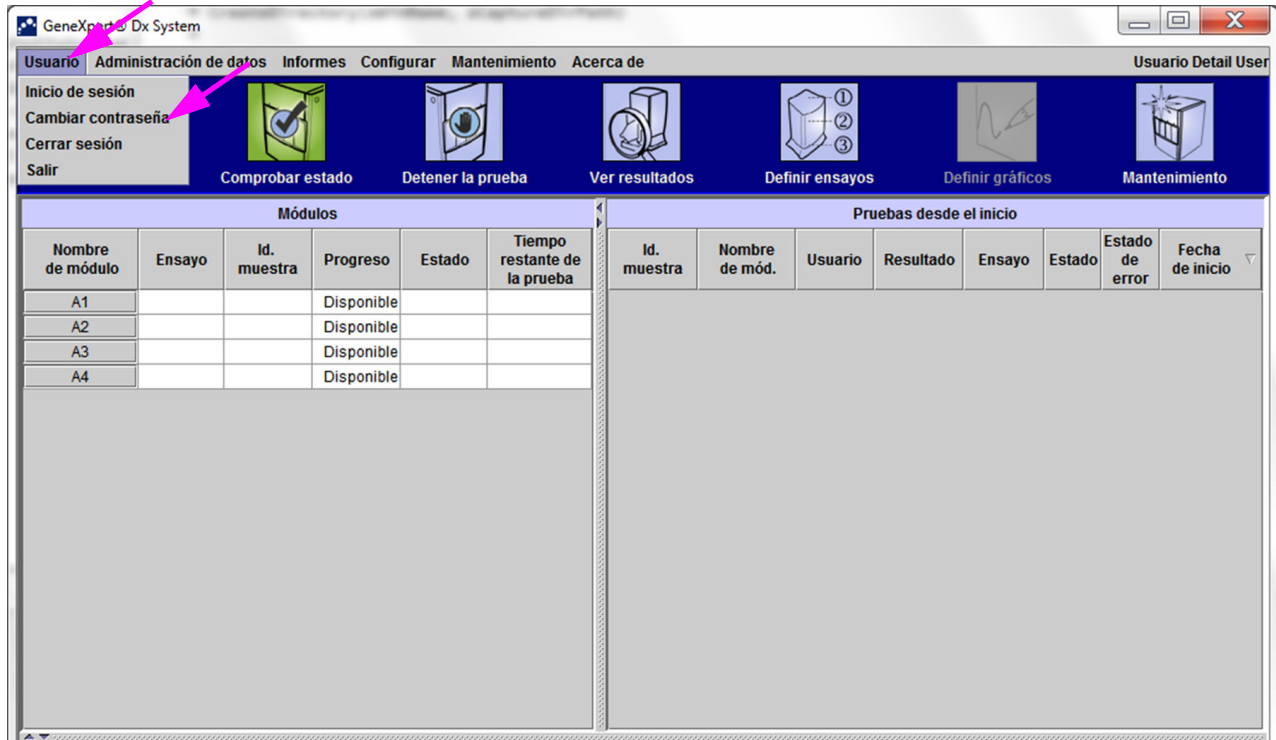 GeneXpert® Dx System
Usuario Administración de datos Informes Configurar Mantenimiento Acerca de Usuario Detail User
Inicio de sesión
Cambiar contraseña
Cerrar sesión
Salir
Comprobar estado Detener la prueba Ver resultados Definir ensayos Definir gráficos Mantenimiento
Módulos
Nombre de módulo Ensayo Id. muestra Progreso Estado Tiempo restante de la prueba
A1 Disponible
A2 Disponible
A3 Disponible
A4 Disponible
Pruebas desde el inicio
Id. muestra Nombre de mód. Usuario Resultado Ensayo Estado Estado de error Fecha de inicio